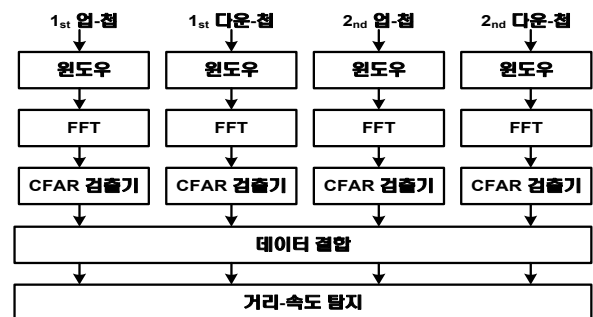 1st 업-첩 1st 다운-첩 2nd 업-첩 2nd 다운-첩
윈도우 윈도우 윈도우 윈도우
FFT FFT FFT FFT
CFAR 검출기 CFAR 검출기 CFAR 검출기 CFAR 검출기
데이터 결합
거리-속도 탐지